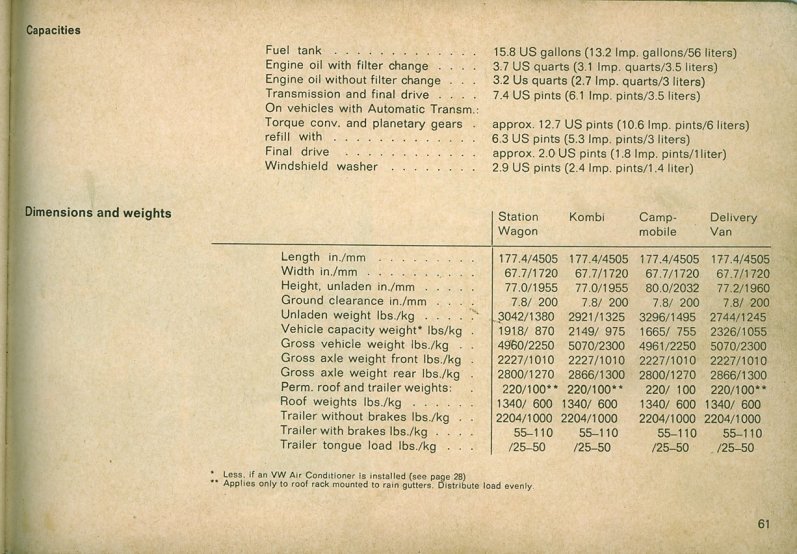 Capacities
Fuel tank . . . . . . . . . . . . . 15.8 US gallons (13.2 Imp. gallons/56 liters)
Engine oil with filter change . . . . 3.7 US quarts (3.1 Imp. quarts/3.5 liters)
Engine oil without filter change . . . 3.2 Us quarts (2.7 Imp. quarts/3 liters)
Transmission and final drive . . . . 7.4 US pints (6.1 Imp. pints/3.5 liters)
On vehicles with Automatic Transm.:
Torque conv. and planetary gears . approx. 12.7 US pints (10.6 Imp. pints/6 liters)
refill with . . . . . . . . . . . . . 6.3 US pints (5.3 Imp. pints/3 liters)
Final drive . . . . . . . . . . . . approx. 2.0 US pints (1.8 Imp. pints/1liter)
Windshield washer . . . . . . . . 2.9 US pints (2.4 Imp. pints/1.4 liter)
Dimensions and weights
Station Kombi Camp- Delivery
Wagon mobile Van
Length in./mm . . . . . . . . . 177.4/4505 177.4/4505 177.4/4505 177.4/4505
Width in./mm . . . . . . . . . . 67.7/1720 67.7/1720 67.7/1720 67.7/1720
Height, unladen in./mm . . . . . 77.0/1955 77.0/1955 80.0/2032 77.2/1960
Ground clearance in./mm . . . . 7.8/ 200 7.8/ 200 7.8/ 200 7.8/ 200
Unladen weight lbs./kg . . . . . 3042/1380 2921/1325 3296/1495 2744/1245
Vehicle capacity weight* lbs/kg . 1918/ 870 2149/ 975 1665/ 755 2326/1055
Gross vehicle weight lbs./kg . . 4960/2250 5070/2300 4961/2250 5070/2300
Gross axle weight front lbs./kg . 2227/1010 2227/1010 2227/1010 2227/1010
Gross axle weight rear lbs./kg . 2800/1270 2866/1300 2800/1270 2866/1300
Perm. roof and trailer weights: . 220/100** 220/100** 220/ 100 220/100**
Roof weights lbs./kg . . . . . . 1340/ 600 1340/ 600 1340/ 600 1340/ 600
Trailer without brakes lbs./kg . . 2204/1000 2204/1000 2204/1000 2204/1000
Trailer with brakes lbs./kg . . . . 55–110 55–110 55–110 55–110
Trailer tongue load lbs./kg . . . /25–50 /25–50 /25–50 /25–50
* Less, if an VW Air Conditioner is installed (see page 28)
** Applies only to roof rack mounted to rain gutters. Distribute load evenly.
61